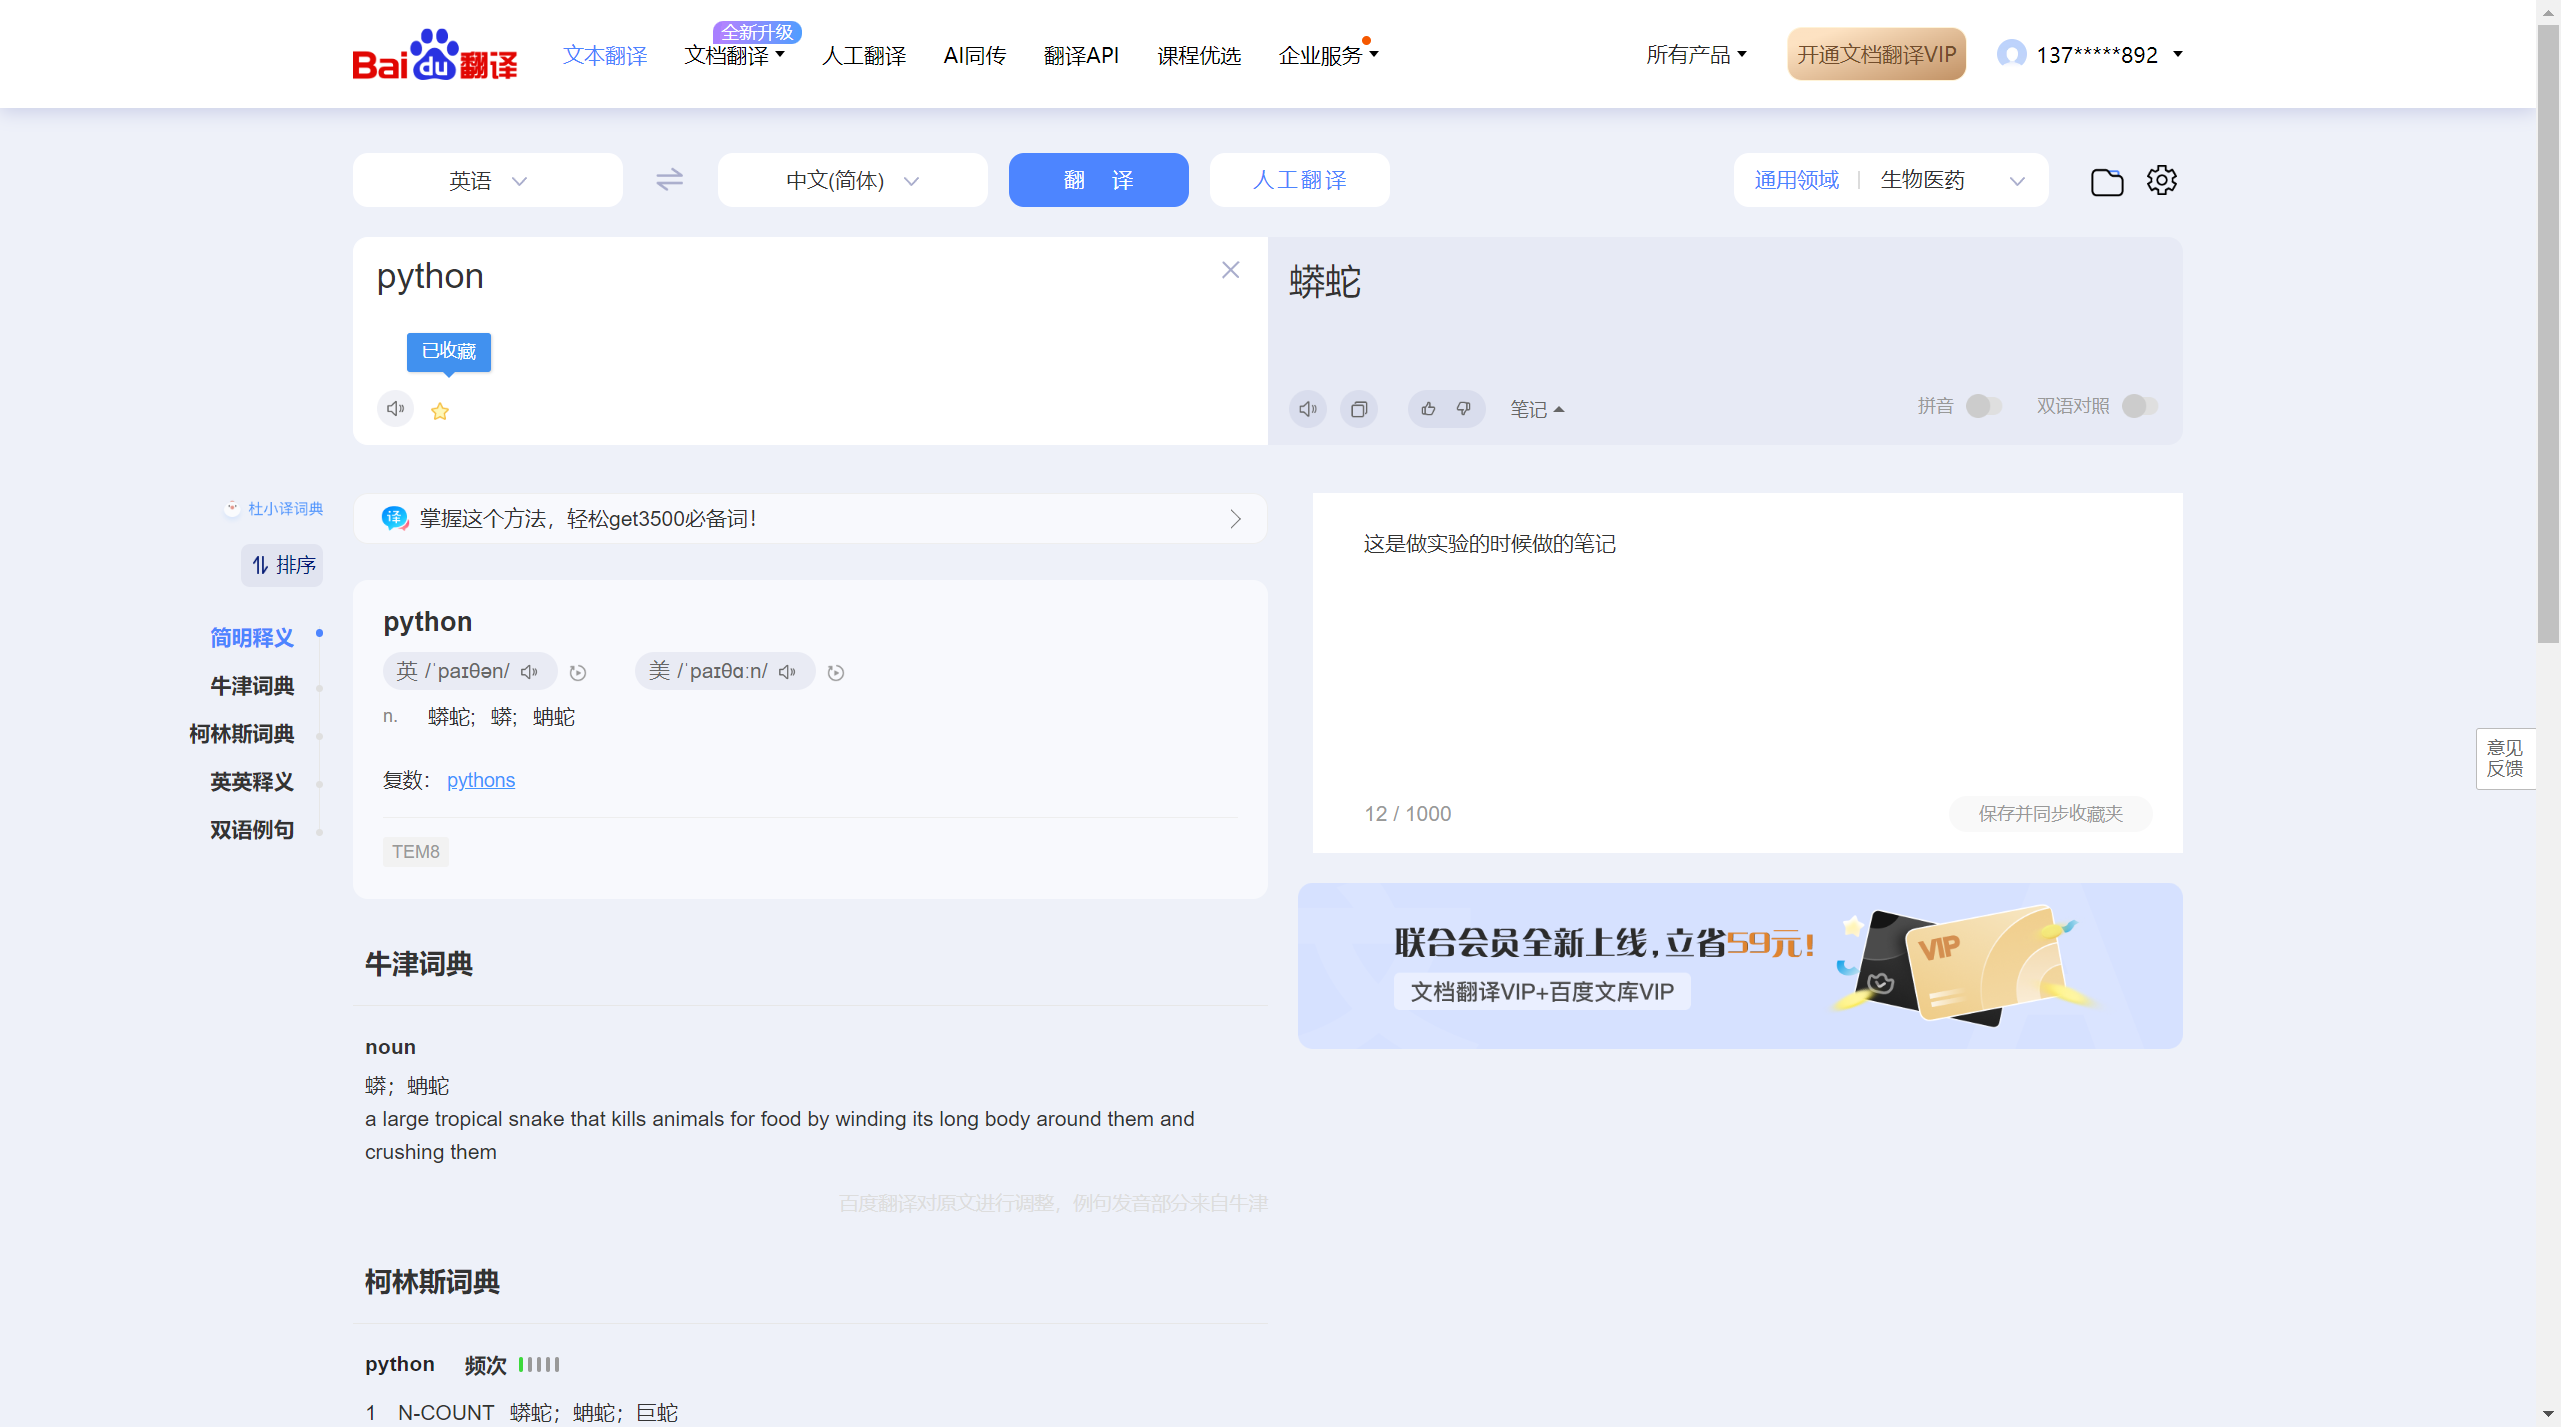 Bai du 翻译
文本翻译
全新升级
文档翻译
人工翻译
AI同传
翻译API
课程优选
企业服务
所有产品
开通文档翻译VIP
137*****892
英语
中文(简体)
翻 译
人工翻译
通用领域
生物医药
python
蟒蛇
已收藏
笔记
拼音
双语对照
杜小译词典
译 掌握这个方法，轻松get3500必备词！
这是做实验的时候做的笔记
排序
python
简明释义
英 /ˈpaɪθən/
美 /ˈpaɪθɑːn/
牛津词典
n. 蟒蛇; 蟒; 蚺蛇
柯林斯词典
意见
反馈
英英释义
复数: pythons
双语例句
12 / 1000
保存并同步收藏夹
TEM8
联合会员全新上线,立省59元!
VIP
文档翻译VIP+百度文库VIP
牛津词典
noun
蟒；蚺蛇
a large tropical snake that kills animals for food by winding its long body around them and
crushing them
百度翻译对原文进行调整，例句发音部分来自牛津
柯林斯词典
python 频次
1 N-COUNT 蟒蛇；蚺蛇；巨蛇